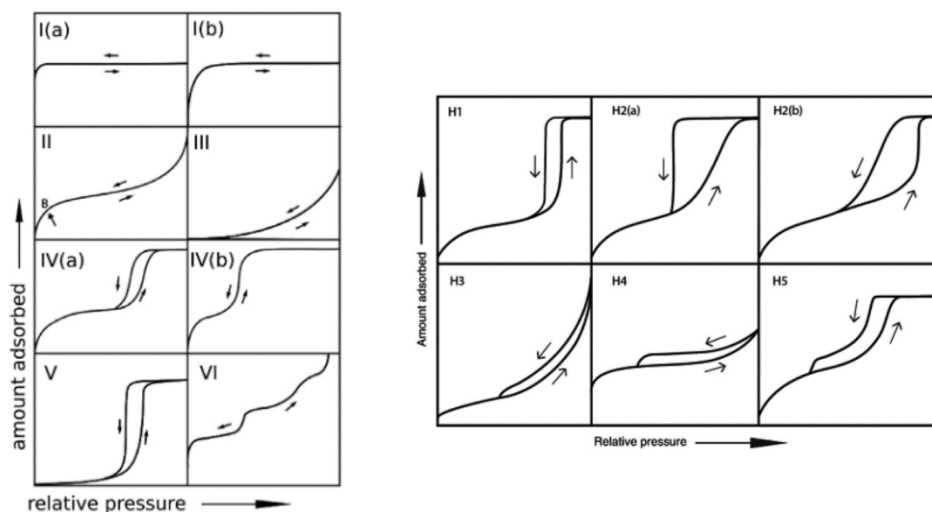 I(a)
I(b)
II
III
B
IV(a)
IV(b)
V
VI
amount adsorbed
relative pressure
H1
H2(a)
H2(b)
H3
H4
H5
Amount adsorbed
Relative pressure